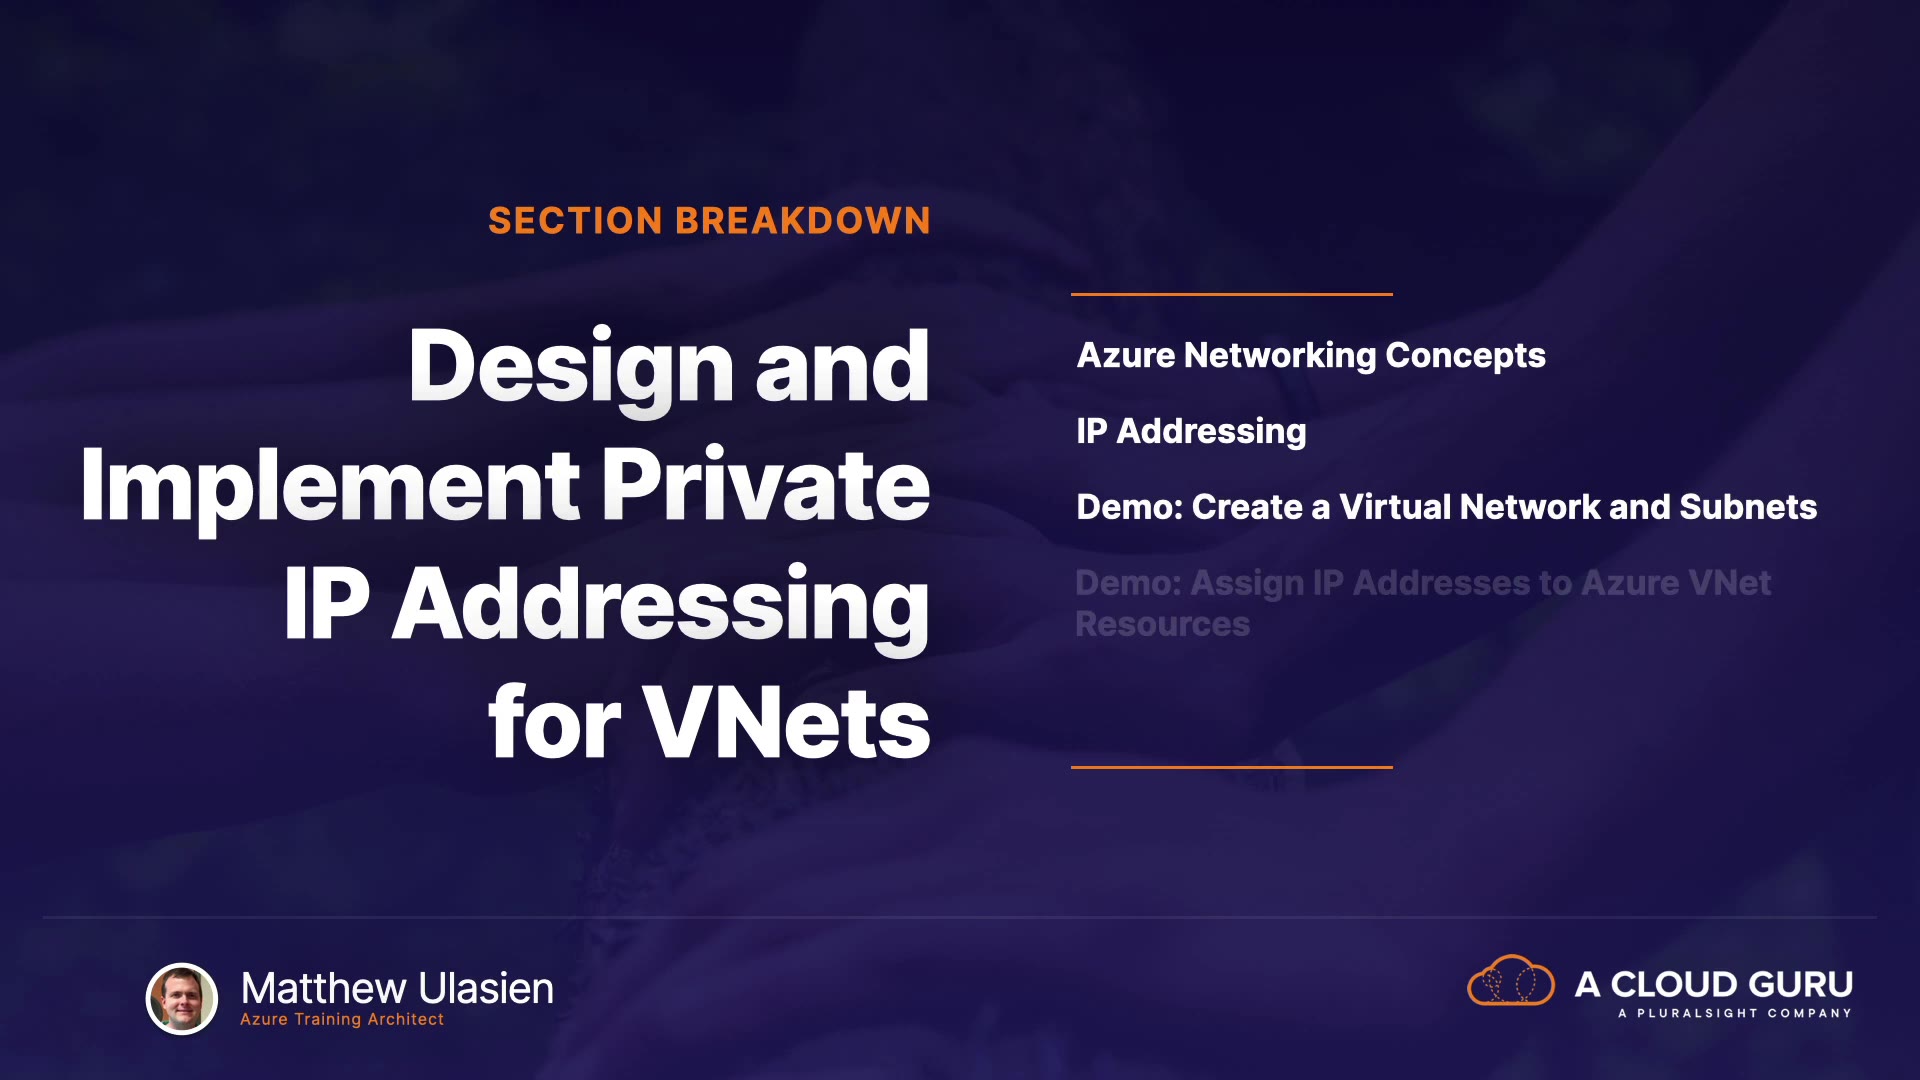 SECTION BREAKDOWN
Design and
Implement Private
IP Addressing
for VNets
Azure Networking Concepts
IP Addressing
Demo: Create a Virtual Network and Subnets
Demo: Assign IP Addresses to Azure VNet
Resources
Matthew Ulasien
Azure Training Architect
A CLOUD GURU
A PLURALSIGHT COMPANY